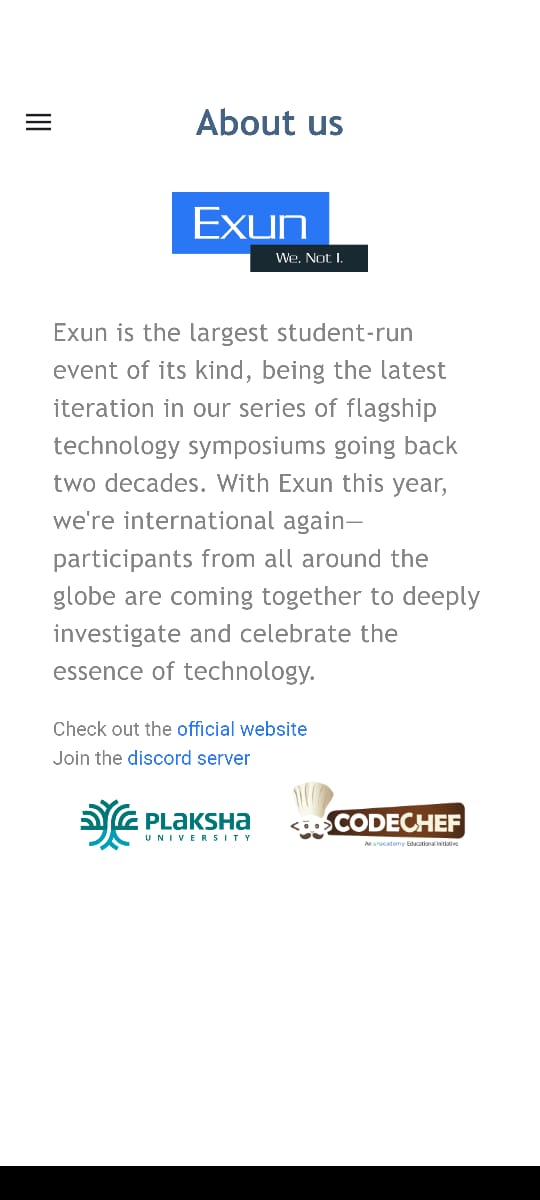 About us
Exun
We. Not I.
Exun is the largest student-run
event of its kind, being the latest
iteration in our series of flagship
technology symposiums going back
two decades. With Exun this year,
we're international again—
participants from all around the
globe are coming together to deeply
investigate and celebrate the
essence of technology.
Check out the official website
Join the discord server
PLaKSHa
UNIVERSITY
CODECHEF
An unacademy Educational Initiative